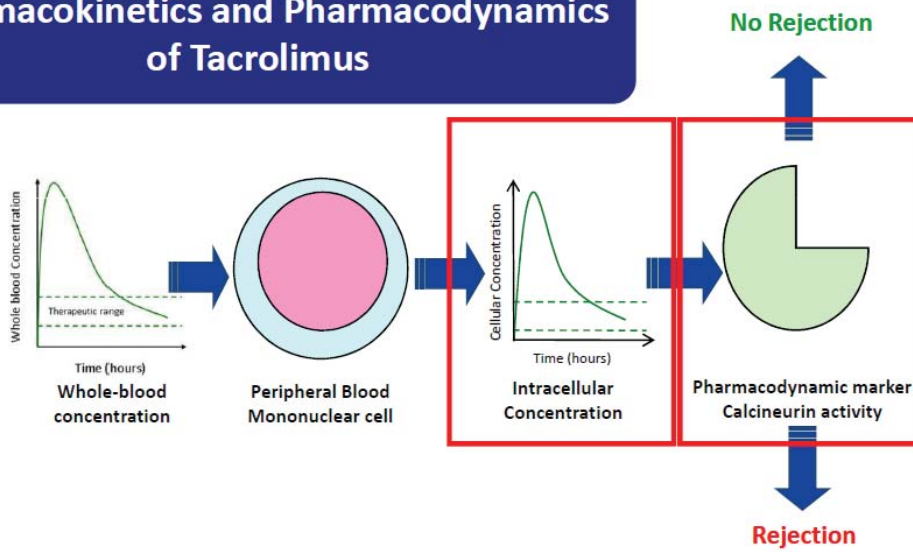 macokinetics and Pharmacodynamics
of Tacrolimus
No Rejection
Whole blood Concentration
Therapeutic range
Time (hours)
Whole-blood
concentration
Peripheral Blood
Mononuclear cell
Cellular Concentration
Time (hours)
Intracellular
Concentration
Pharmacodynamic marker
Calcineurin activity
Rejection